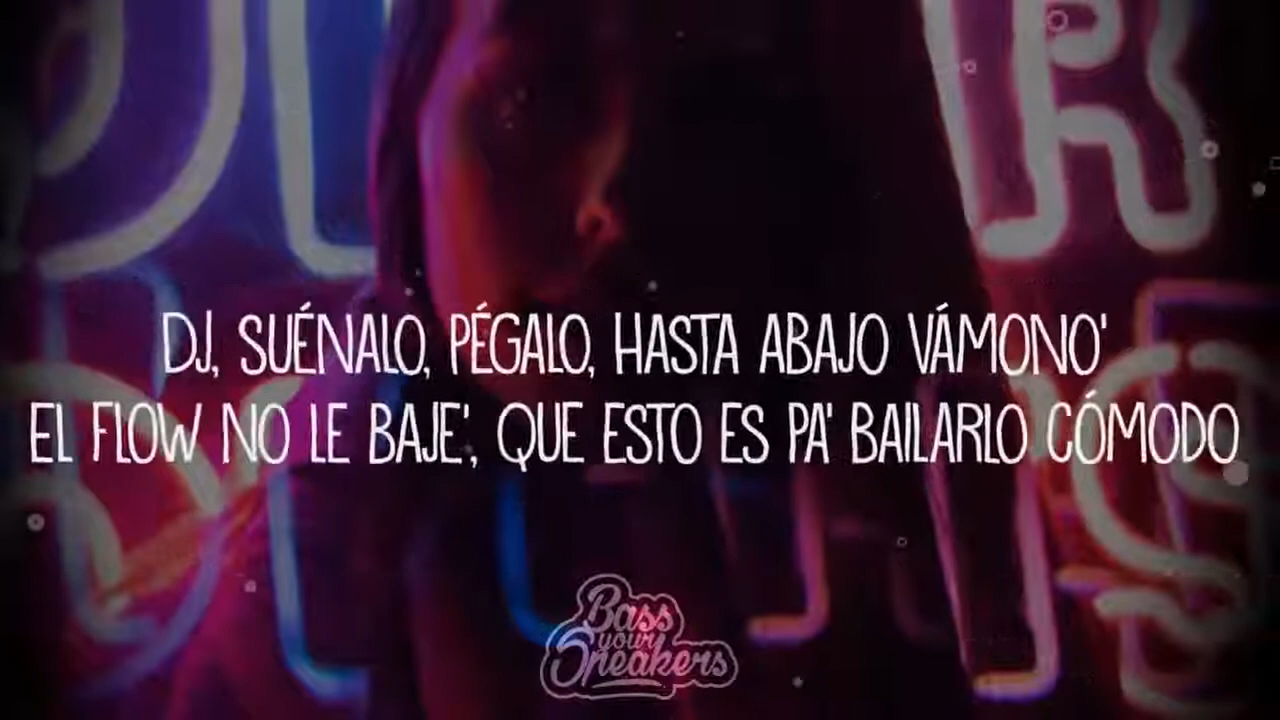 DJ, SUÉNALO, PÉGALO, HASTA ABAJO VÁMONO'
EL FLOW NO LE BAJE', QUE ESTO ES PA' BAILARLO CÓMODO
Bass
your
Speakers